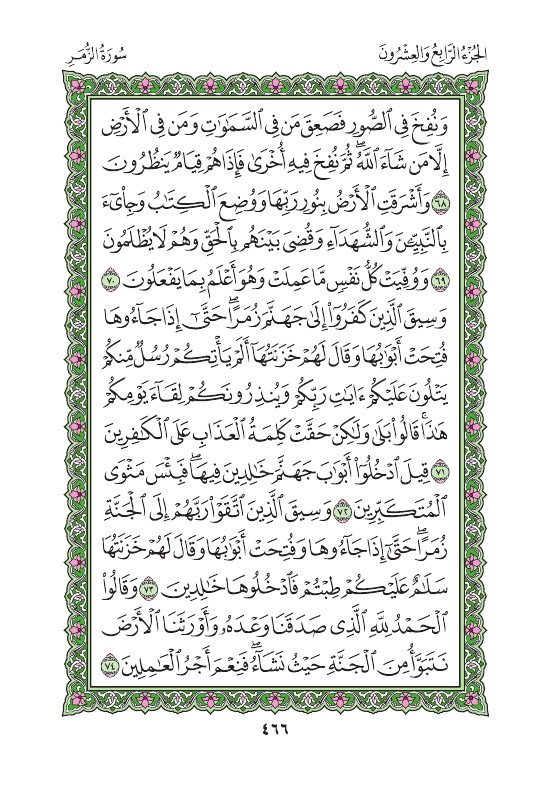 الجُزْءُ الرَّابِعُ وَالعِشْرُونَ
سُورَةُ الزُّمَرِ
وَنُفِخَ فِي ٱلصُّورِ فَصَعِقَ مَن فِي ٱلسَّمَٰوَٰتِ وَمَن فِي ٱلْأَرْضِ
إِلَّا مَن شَآءَ ٱللَّهُۖ ثُمَّ نُفِخَ فِيهِ أُخْرَىٰ فَإِذَا هُمْ قِيَامٞ يَنظُرُونَ
٦٨ وَأَشْرَقَتِ ٱلْأَرْضُ بِنُورِ رَبِّهَا وَوُضِعَ ٱلْكِتَٰبُ وَجِاْيٓءَ
بِٱلنَّبِيِّـۧنَ وَٱلشُّهَدَآءِ وَقُضِيَ بَيْنَهُم بِٱلْحَقِّ وَهُمْ لَا يُظْلَمُونَ
٦٩ وَوُفِّيَتْ كُلُّ نَفْسٖ مَّا عَمِلَتْ وَهُوَ أَعْلَمُ بِمَا يَفْعَلُونَ ٧٠
وَسِيقَ ٱلَّذِينَ كَفَرُوٓاْ إِلَىٰ جَهَنَّمَ زُمَرًاۖ حَتَّىٰٓ إِذَا جَآءُوهَا
فُتِحَتْ أَبْوَٰبُهَا وَقَالَ لَهُمْ خَزَنَتُهَآ أَلَمْ يَأْتِكُمْ رُسُلٞ مِّنكُمْ
يَتْلُونَ عَلَيْكُمْ ءَايَٰتِ رَبِّكُمْ وَيُنذِرُونَكُمْ لِقَآءَ يَوْمِكُمْ
هَٰذَاۚ قَالُواْ بَلَىٰ وَلَٰكِنْ حَقَّتْ كَلِمَةُ ٱلْعَذَابِ عَلَى ٱلْكَٰفِرِينَ
٧١ قِيلَ ٱدْخُلُوٓاْ أَبْوَٰبَ جَهَنَّمَ خَٰلِدِينَ فِيهَاۖ فَبِئْسَ مَثْوَى
ٱلْمُتَكَبِّرِينَ ٧٢ وَسِيقَ ٱلَّذِينَ ٱتَّقَوْاْ رَبَّهُمْ إِلَى ٱلْجَنَّةِ
زُمَرًاۖ حَتَّىٰٓ إِذَا جَآءُوهَا وَفُتِحَتْ أَبْوَٰبُهَا وَقَالَ لَهُمْ خَزَنَتُهَا
سَلَٰمٌ عَلَيْكُمْ طِبْتُمْ فَٱدْخُلُوهَا خَٰلِدِينَ ٧٣ وَقَالُواْ
ٱلْحَمْدُ لِلَّهِ ٱلَّذِي صَدَقَنَا وَعْدَهُۥ وَأَوْرَثَنَا ٱلْأَرْضَ
نَتَبَوَّأُ مِنَ ٱلْجَنَّةِ حَيْثُ نَشَآءُۖ فَنِعْمَ أَجْرُ ٱلْعَٰمِلِينَ ٧٤
٤٦٦